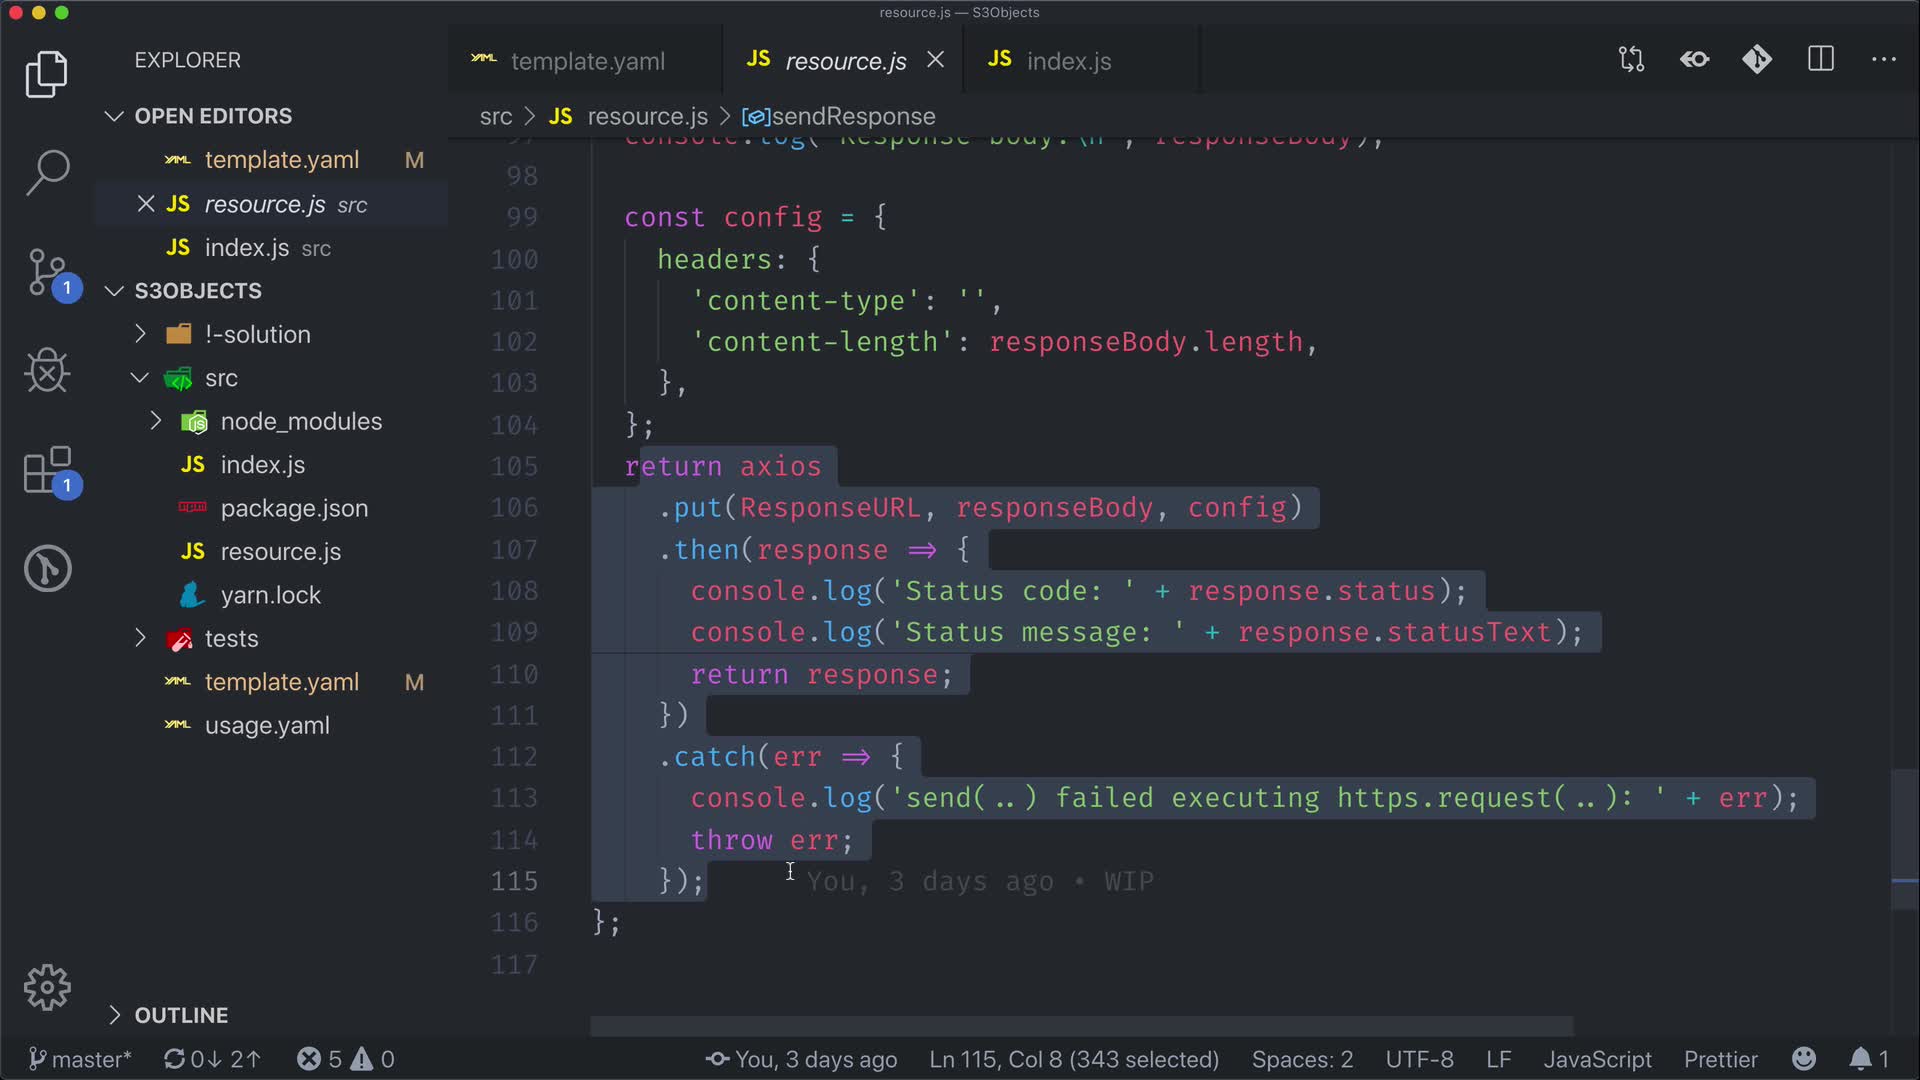 resource.js — S3Objects
EXPLORER
template.yaml
JS resource.js
JS index.js
src > JS resource.js > sendResponse
OPEN EDITORS
template.yaml M
JS resource.js src
JS index.js src
S3OBJECTS
!-solution
src
node_modules
JS index.js
package.json
JS resource.js
yarn.lock
tests
template.yaml M
usage.yaml
OUTLINE
1
1
97 console.log('Response body:\n', responseBody);
98
99 const config = {
100 headers: {
101 'content-type': '',
102 'content-length': responseBody.length,
103 },
104 };
105 return axios
106 .put(ResponseURL, responseBody, config)
107 .then(response => {
108 console.log('Status code: ' + response.status);
109 console.log('Status message: ' + response.statusText);
110 return response;
111 })
112 .catch(err => {
113 console.log('send(..) failed executing https.request(..): ' + err);
114 throw err;
115 }); You, 3 days ago • WIP
116 };
117
master* 0↓ 2↑ 5 0 You, 3 days ago Ln 115, Col 8 (343 selected) Spaces: 2 UTF-8 LF JavaScript Prettier 1